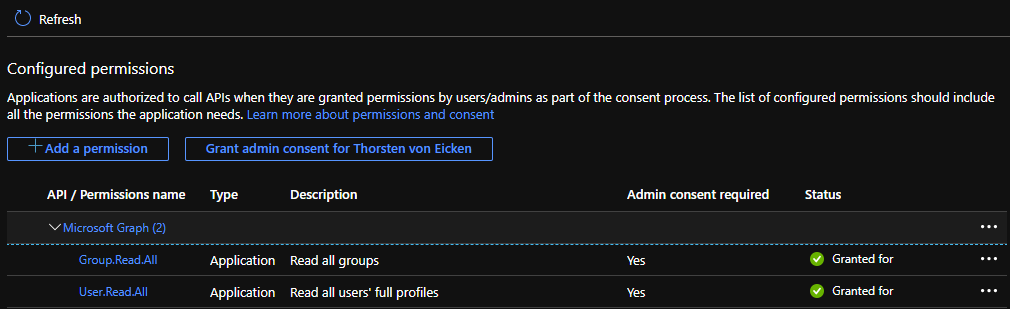 Refresh
Configured permissions
Applications are authorized to call APIs when they are granted permissions by users/admins as part of the consent process. The list of configured permissions should include
all the permissions the application needs. Learn more about permissions and consent
+ Add a permission Grant admin consent for Thorsten von Eicken
API / Permissions name Type Description Admin consent required Status
Microsoft Graph (2) ...
Group.Read.All Application Read all groups Yes Granted for ...
User.Read.All Application Read all users' full profiles Yes Granted for ...